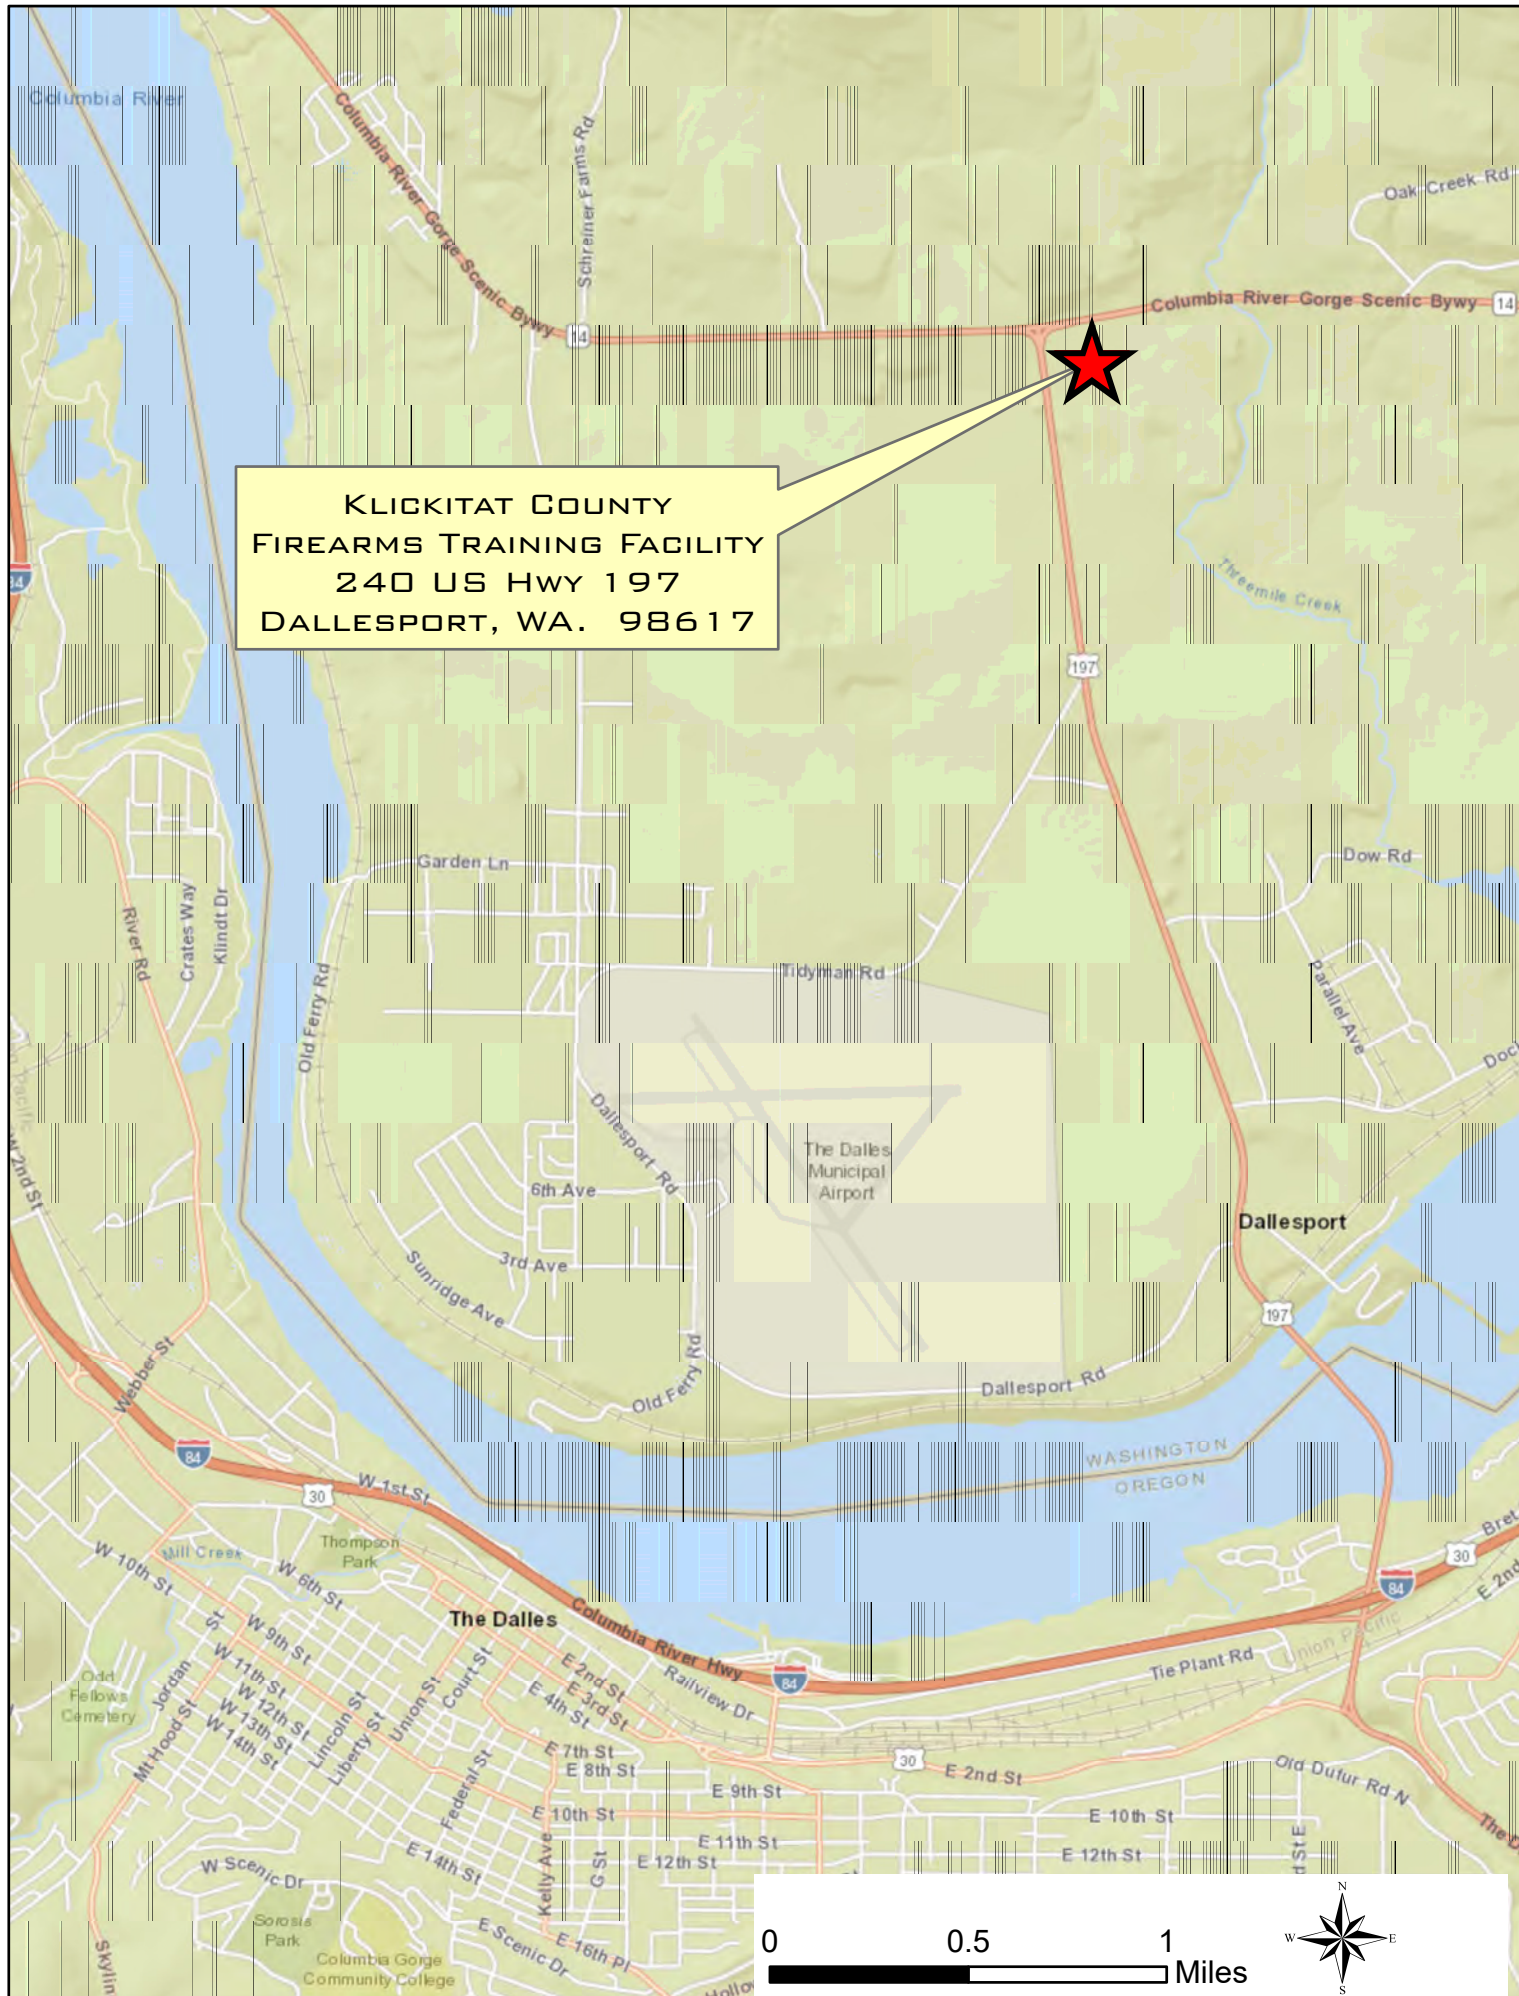 Columbia River
Columbia River Gorge Scenic Bywy
Schreiner Farms Rd
Oak Creek Rd
Columbia River Gorge Scenic Bywy
14
14
84
Klickitat County
Firearms Training Facility
240 US Hwy 197
Dallesport, WA. 98617
Threemile Creek
197
Garden Ln
Dow Rd
River Rd
Crates Way
Klindt Dr
Old Ferry Rd
Tidyman Rd
Parallel Ave
Pacific
W 2nd St
Dallesport Rd
The Dalles
Municipal
Airport
6th Ave
3rd Ave
Sunridge Ave
Dallesport
197
Webber St
Old Ferry Rd
Dallesport Rd
WASHINGTON
OREGON
84
30
W 1st St
Thompson
Park
Mill Creek
W 10th St
W 6th St
30
84
E 2nd
The Dalles
Columbia River Hwy
84
Union Pacific
Tie Plant Rd
Railview Dr
W 9th St
W 11th St
W 12th St
W 13th St
W 14th St
Jordan St
Mt Hood St
Odd
Fellows
Cemetery
Lincoln St
Liberty St
Union St
Court St
Federal St
E 2nd St
E 3rd St
E 4th St
E 7th St
E 8th St
E 9th St
30
E 2nd St
Old Dufur Rd N
E 10th St
E 10th St
E 11th St
E 12th St
E 12th St
E 14th St
Kelly Ave
G St
W Scenic Dr
Sorosis
Park
Columbia Gorge
Community College
E Scenic Dr
E 16th Pl
0 0.5 1
Miles
N
W E
S